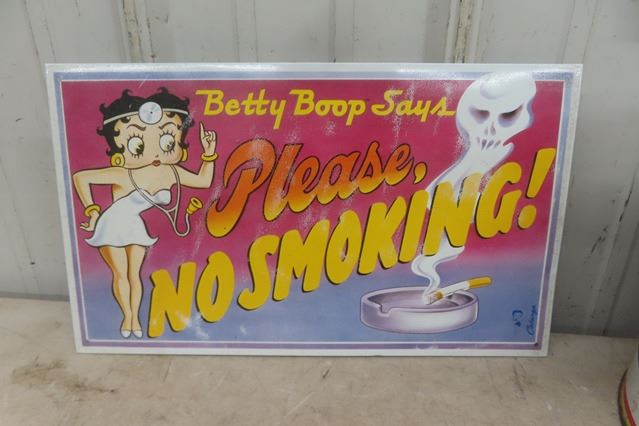 Betty Boop Says
Please,
NO SMOKING!